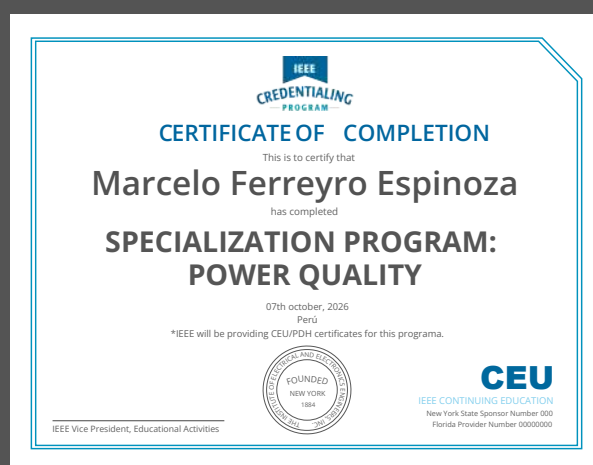 IEEE
CREDENTIALING
PROGRAM
CERTIFICATE OF COMPLETION
This is to certify that
Marcelo Ferreyro Espinoza
has completed
SPECIALIZATION PROGRAM:
POWER QUALITY
07th october, 2026
Perú
*IEEE will be providing CEU/PDH certificates for this programa.
THE INSTITUTE OF ELECTRICAL AND ELECTRONICS ENGINEERS, INC.
FOUNDED
NEW YORK
1884
CEU
IEEE CONTINUING EDUCATION
New York State Sponsor Number 000
Florida Provider Number 00000000
IEEE Vice President, Educational Activities